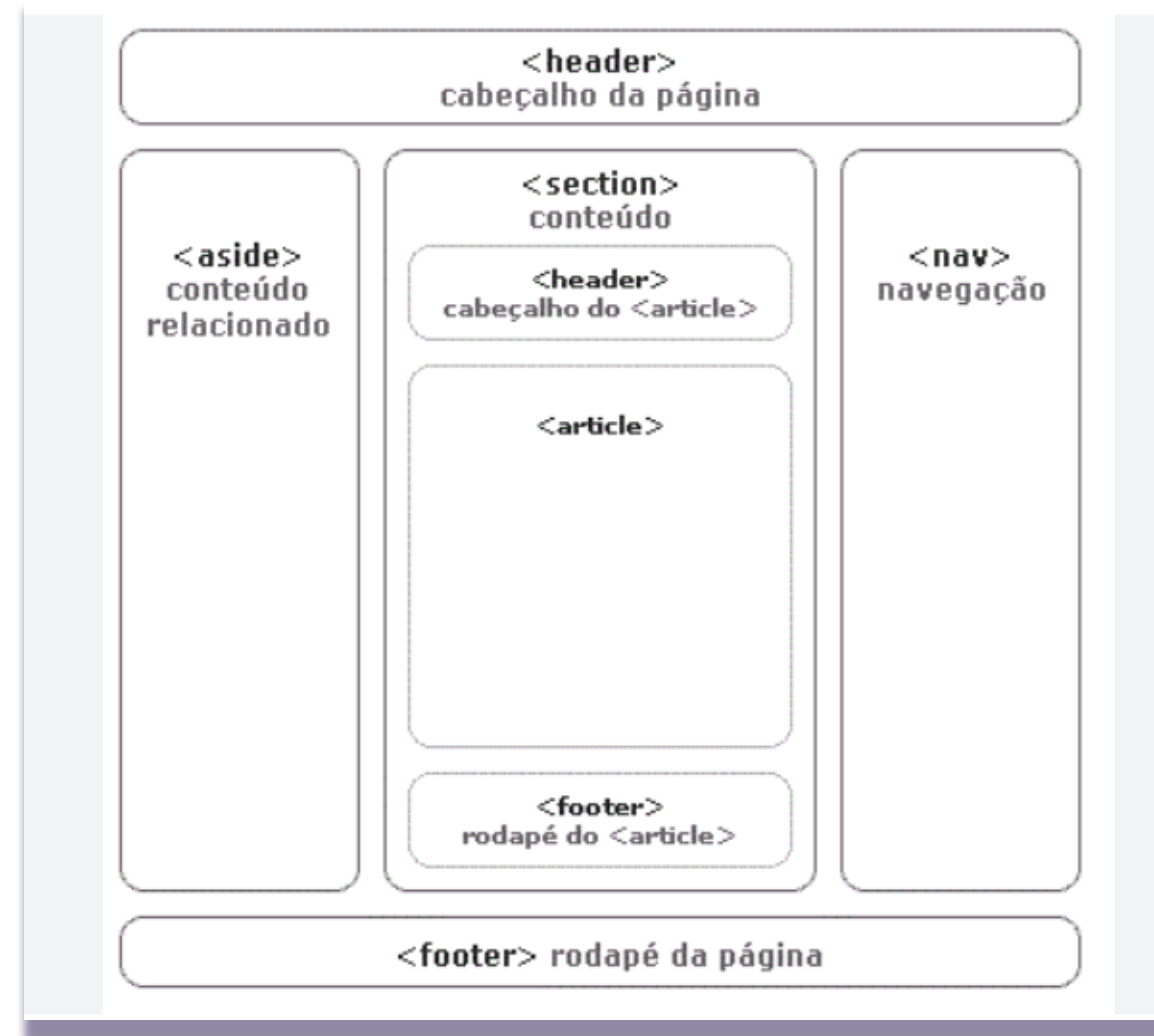 <header>
cabeçalho da página
<aside>
conteúdo
relacionado
<section>
conteúdo
<header>
cabeçalho do <article>
<article>
<footer>
rodapé do <article>
<nav>
navegação
<footer> rodapé da página